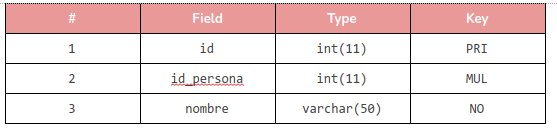 # Field Type Key
1 id int(11) PRI
2 id_persona int(11) MUL
3 nombre varchar(50) NO